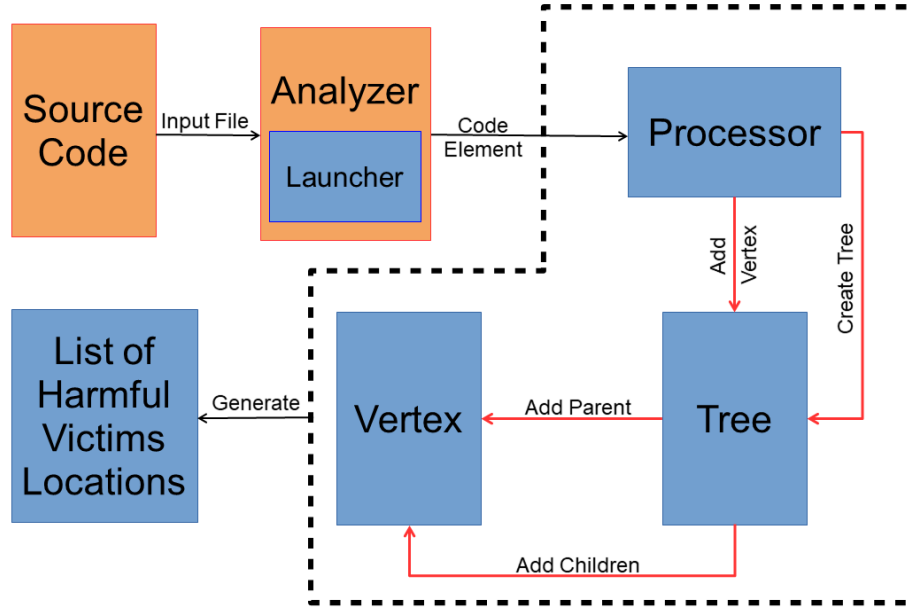 Source
Code
Input File
Analyzer
Launcher
Code
Element
Processor
Add
Vertex
Create Tree
List of
Harmful
Victims
Locations
Generate
Vertex
Add Parent
Tree
Add Children